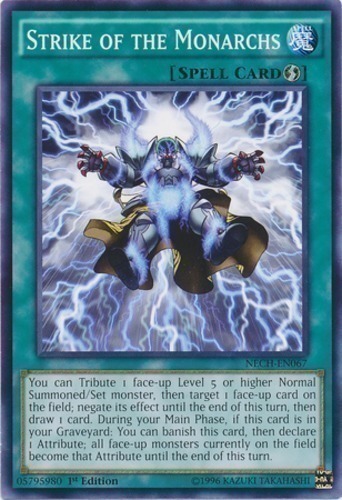 STRIKE OF THE MONARCHS
魔
[SPELL CARD]
NECH-EN067
You can Tribute 1 face-up Level 5 or higher Normal
Summoned/Set monster, then target 1 face-up card on
the field; negate its effect until the end of this turn, then
draw 1 card. During your Main Phase, if this card is
in your Graveyard: You can banish this card, then declare
1 Attribute; all face-up monsters currently on the field
become that Attribute until the end of this turn.
05795980 1st Edition ©1996 KAZUKI TAKAHASHI